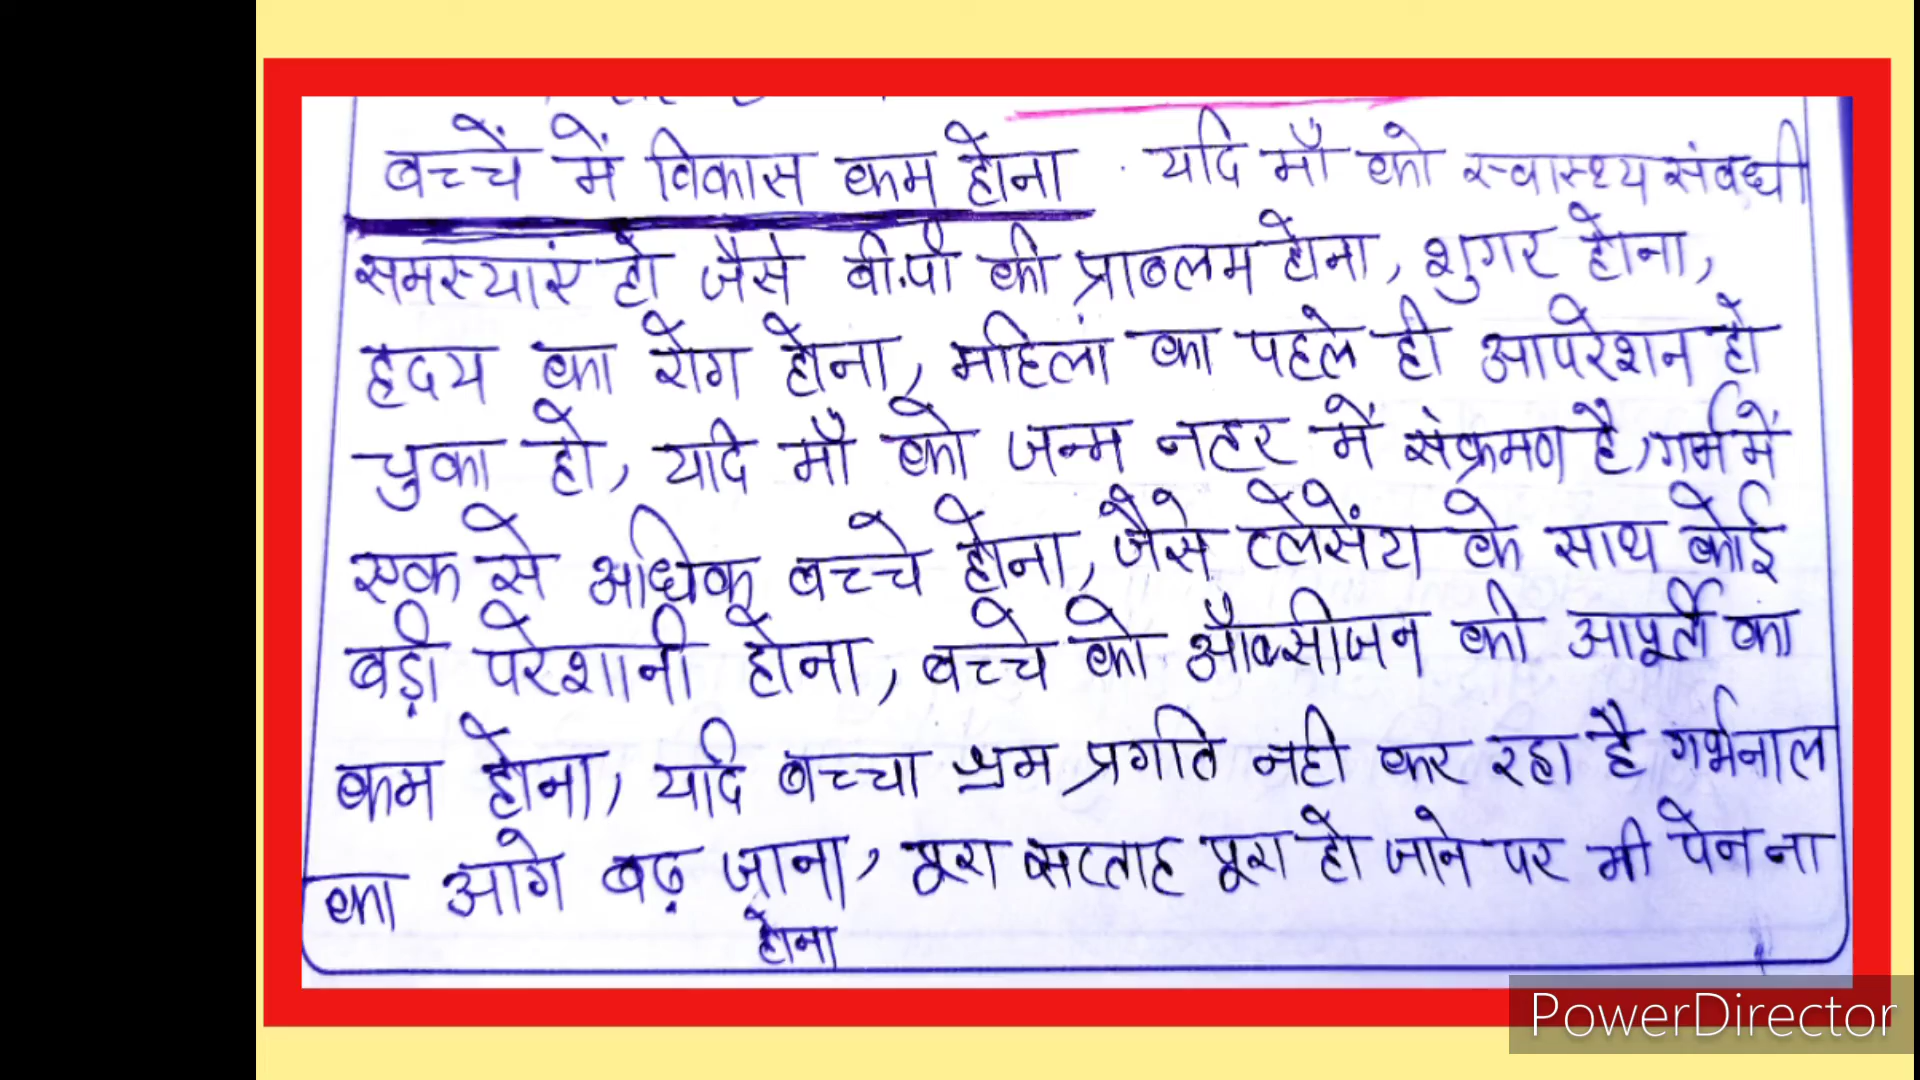 बच्चें में विकास कम होना . यदि माँ को स्वास्थ्य संबधी
समस्याएं हो जैसे बी.पी की प्राबलम होना, शुगर होना,
हृदय का रोग होना, महिला का पहले ही आपरेशन हो
चुका हो, यदि माँ को जन्म नहर में संक्रमण है, गर्भ में
एक से अधिक बच्चे होना, जैसे प्लेसेंटा के साथ कोई
बड़ी परेशानी होना, बच्चे को ऑक्सीजन की आपूर्ती का
कम होना, यदि बच्चा श्रम प्रगति नही कर रहा है गर्भनाल
का आगे बढ़ जाना, पूरा सप्ताह पूरा हो जाने पर भी पेन ना
होना
PowerDirector